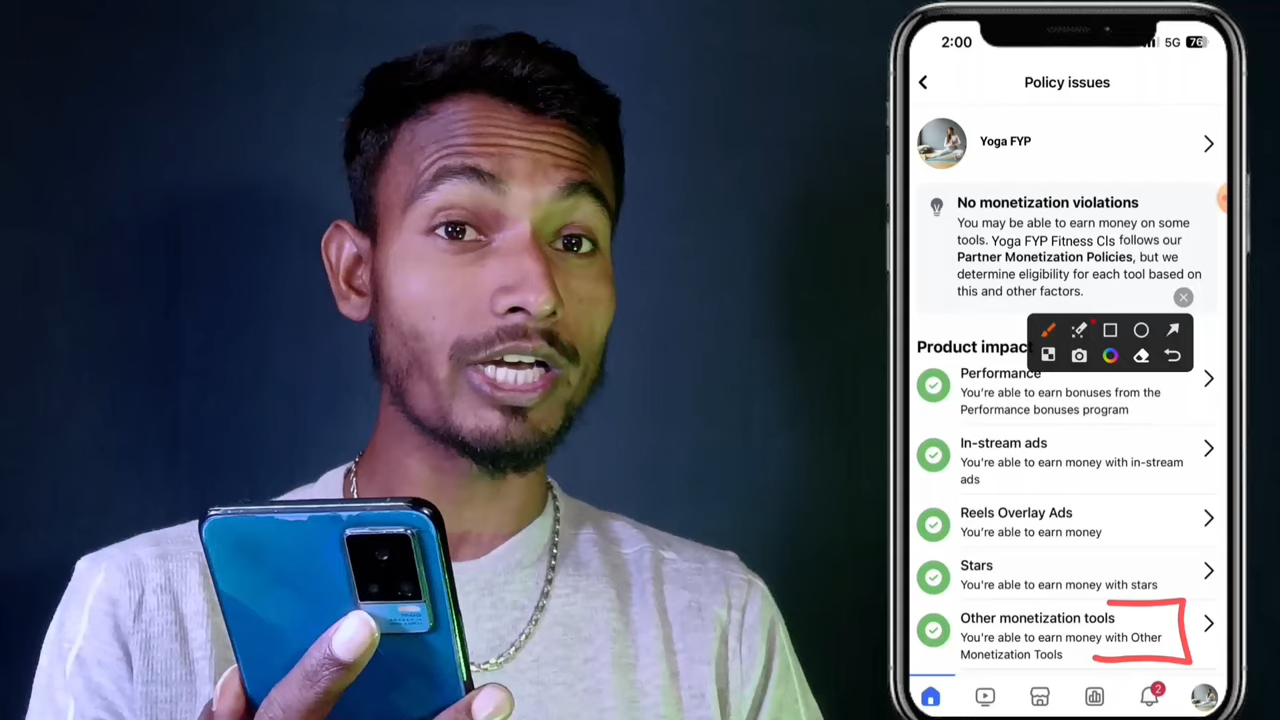 2:00
5G 76
Policy issues
Yoga FYP
No monetization violations
You may be able to earn money on some
tools. Yoga FYP Fitness Cls follows our
Partner Monetization Policies, but we
determine eligibility for each tool based on
this and other factors.
Product impact
Performance
You're able to earn bonuses from the
Performance bonuses program
In-stream ads
You're able to earn money with in-stream
ads
Reels Overlay Ads
You're able to earn money
Stars
You're able to earn money with stars
Other monetization tools
You're able to earn money with Other
Monetization Tools
2